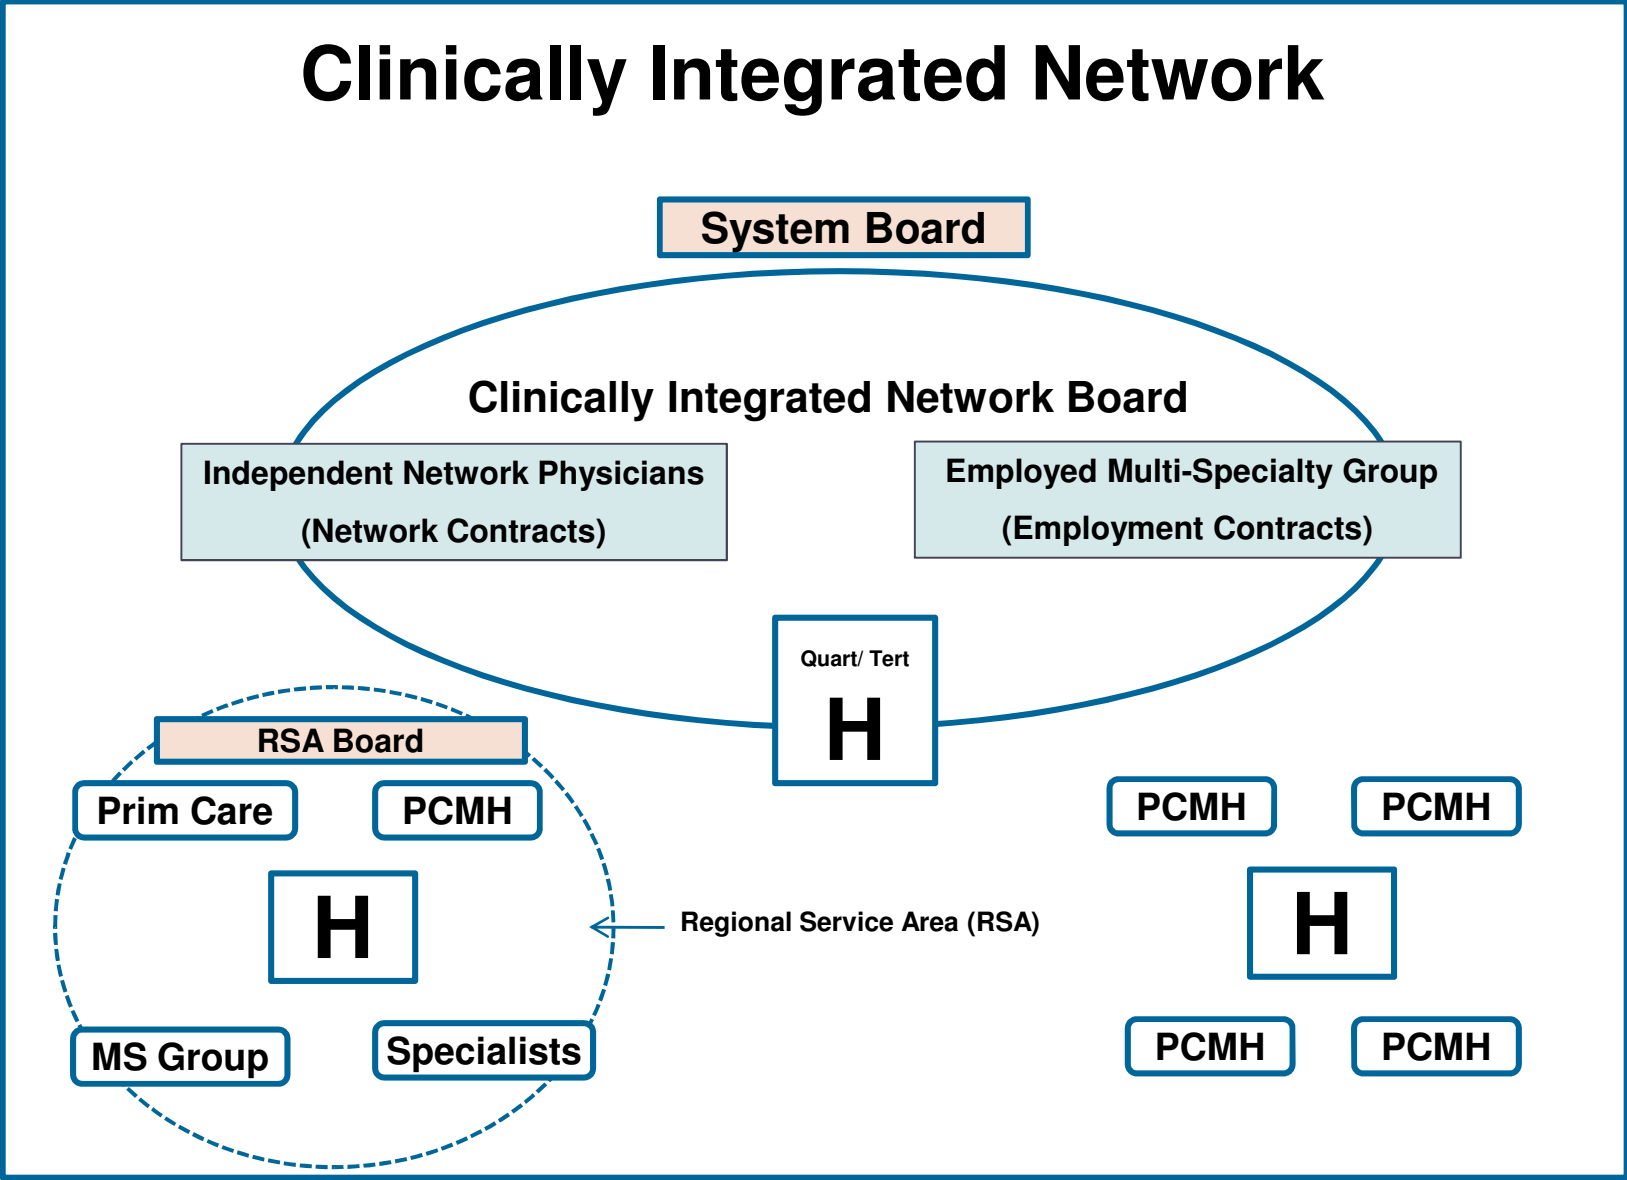 Clinically Integrated Network
System Board
Clinically Integrated Network Board
Independent Network Physicians
(Network Contracts)
Employed Multi-Specialty Group
(Employment Contracts)
Quart/ Tert
H
RSA Board
Prim Care
PCMH
H
MS Group
Specialists
Regional Service Area (RSA)
PCMH
PCMH
H
PCMH
PCMH